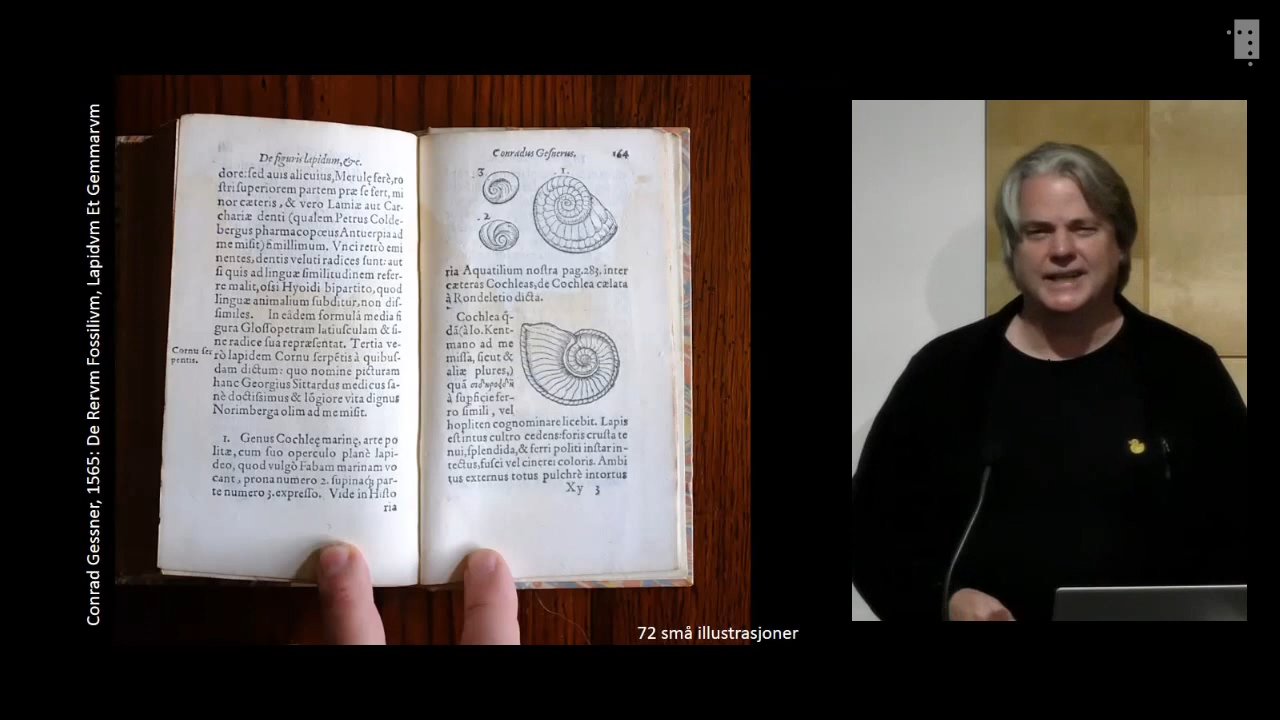 Conrad Gessner, 1565: De Rervm Fossilivm, Lapidvm Et Gemmarvm
De figuris lapidum, &c.
dore: sed auis alicuius, Merulę ferè, ro
stri superiorem partem præ se fert, mi
nor cæteris, & vero Lamiæ aut Car-
chariæ denti (qualem Petrus Colde-
bergus pharmacopœus Antuerpia ad
me misit) simillimum. Vnci retrò emi
nentes, dentis veluti radices sunt: aut
si quis ad linguæ similitudinem refer-
re malit, ossi Hyoidi bipartito, quod
linguæ animalium subditur, non dis-
similes. In eadem formula media fi
gura Glossopetram latiusculam & si-
ne radice sua repræsentat. Tertia ve-
rò lapidem Cornu serpẽtis à quibus-
dam dictum: quo nomine picturam
hanc Georgius Sittardus medicus sa-
nè doctissimus & lõgiore vita dignus
Norimberga olim ad me misit.
Cornu ser
pentis.
1. Genus Cochleę marinę, arte po
litæ, cum suo operculo planè lapi-
deo, quod vulgò Fabam marinam vo
cant, prona numero 2. supinaq; par-
te numero 3. expresso. Vide in Histo
ria
Conradus Gesnerus. 164
.3 .1.
.2
ria Aquatilium nostra pag. 283. inter
cæteras Cochleas, de Cochlea cælata
à Rondeletio dicta.
Cochlea q̃-
dã (à Io. Kent-
mano ad me
missa, sicut &
aliæ plures,)
quã
à supficie fer-
ro simili, vel
hopliten cognominare licebit. Lapis
est intus cultro cedens: foris crusta te
nui, splendida, & ferri politi instar in-
tectus, fusci vel cinerei coloris. Ambi
tus externus totus pulchrè intortus
Xy 3
72 små illustrasjoner